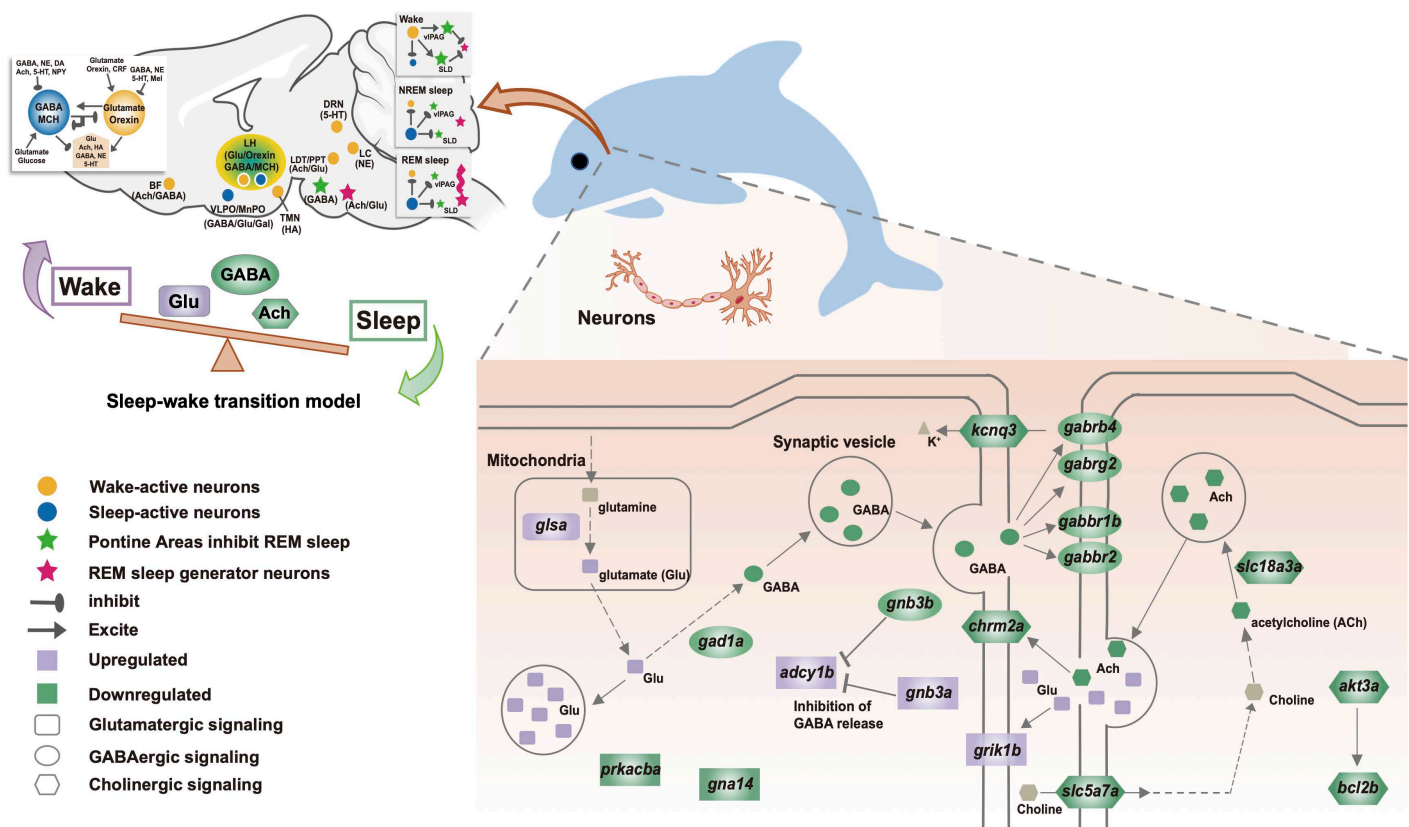 GABA, NE, DA
Ach, 5-HT, NPY
Glutamate
Orexin, CRF
GABA, NE
5-HT, Mel
GABA
MCH
Glutamate
Orexin
Glutamate
Glucose
Glu
Ach, HA
GABA, NE
5-HT
BF
(Ach/GABA)
LH
(Glu/Orexin
GABA/MCH)
VLPO/MnPO
(GABA/Glu/Gal)
TMN
(HA)
DRN
(5-HT)
LDT/PPT
(Ach/Glu)
LC
(NE)
(GABA)
(Ach/Glu)
Wake
vlPAG
SLD
NREM sleep
vlPAG
SLD
REM sleep
vlPAG
SLD
Wake
GABA
Glu
Ach
Sleep
Sleep-wake transition model
Neurons
Wake-active neurons
Sleep-active neurons
Pontine Areas inhibit REM sleep
REM sleep generator neurons
inhibit
Excite
Upregulated
Downregulated
Glutamatergic signaling
GABAergic signaling
Cholinergic signaling
Mitochondria
glutamine
glsa
glutamate (Glu)
Glu
Glu
GABA
gad1a
Synaptic vesicle
GABA
K+
kcnq3
GABA
gabrb4
gabrg2
gabbr1b
gabbr2
gnb3b
adcy1b
gnb3a
Inhibition of
GABA release
chrm2a
Glu
Ach
grik1b
Choline
slc5a7a
Ach
slc18a3a
acetylcholine (ACh)
Choline
akt3a
bcl2b
prkacba
gna14